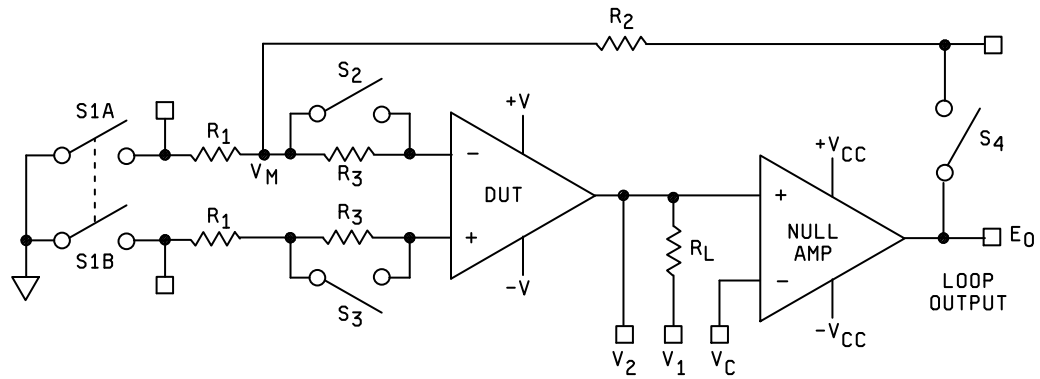 R2
S2
S1A
+V
R1
+VCC
S4
VM
R3
−
DUT
+
R1
R3
+
NULL
AMP
RL
E0
S1B
−V
−
LOOP
OUTPUT
S3
−VCC
V2
V1
VC